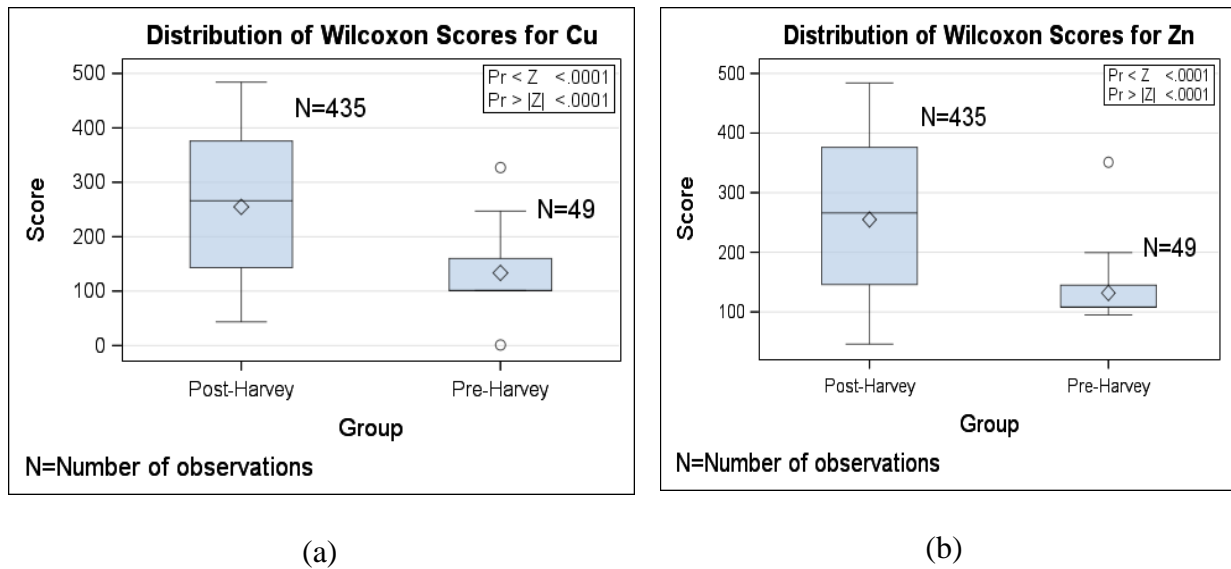 Distribution of Wilcoxon Scores for Cu
Pr < Z <.0001
Pr > |Z| <.0001
N=435
N=49
500
400
300
200
100
0
Score
Post-Harvey
Pre-Harvey
Group
N=Number of observations
(a)
Distribution of Wilcoxon Scores for Zn
Pr < Z <.0001
Pr > |Z| <.0001
N=435
N=49
500
400
300
200
100
Score
Post-Harvey
Pre-Harvey
Group
N=Number of observations
(b)